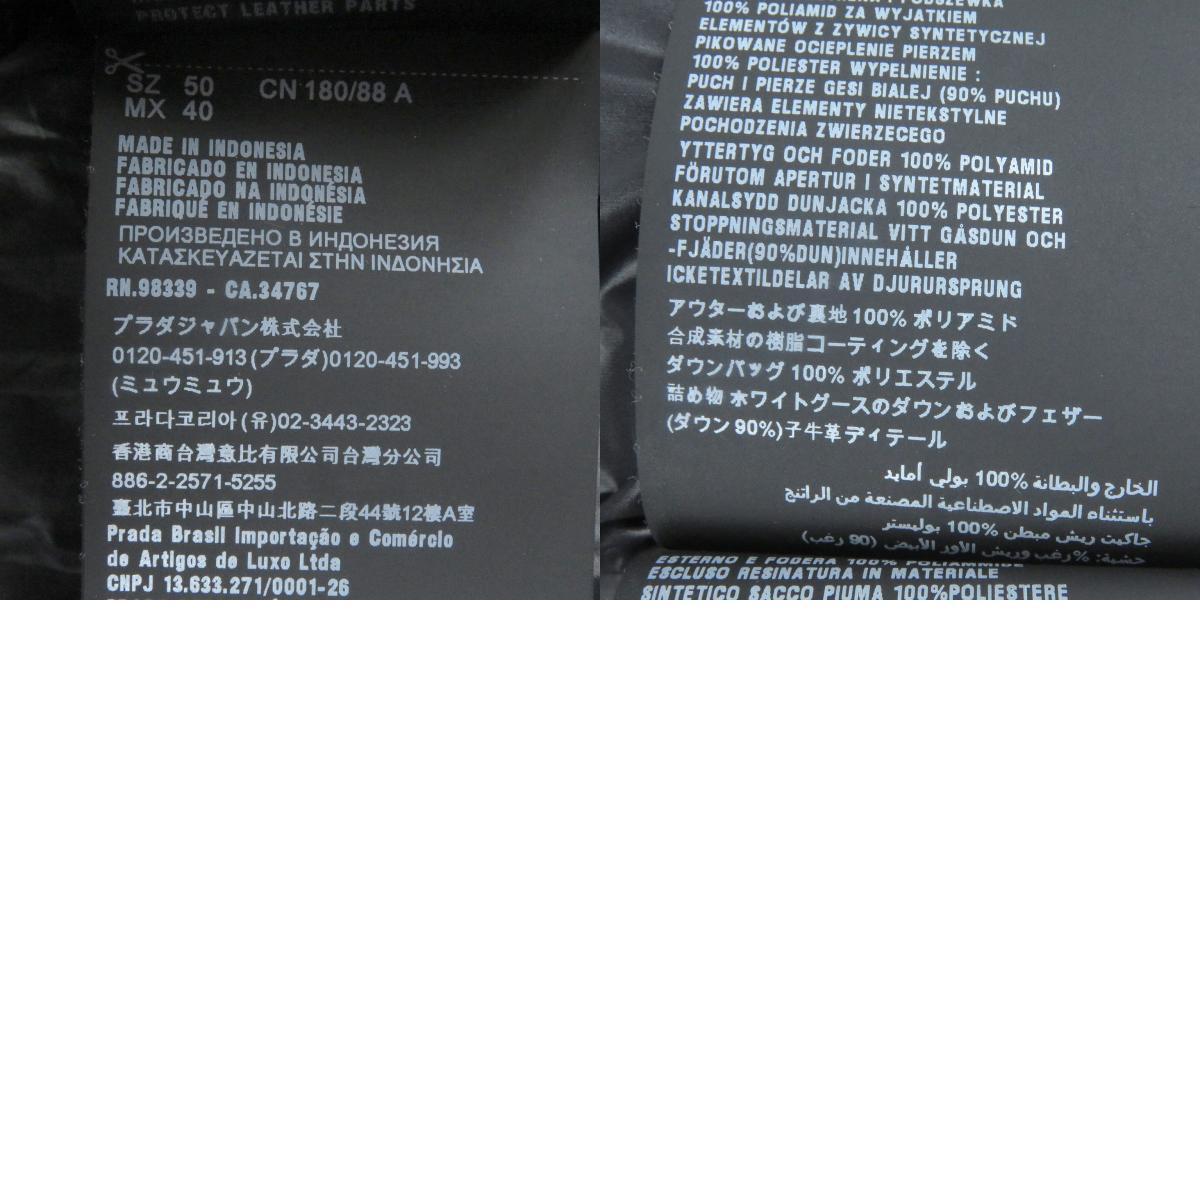 PROTECT LEATHER PARTS
SZ 50 CN 180/88 A
MX 40
MADE IN INDONESIA
FABRICADO EN INDONESIA
FABRICADO NA INDONÉSIA
FABRIQUÉ EN INDONÉSIE
ПРОИЗВЕДЕНО В ИНДОНЕЗИЯ
ΚΑΤΑΣΚΕΥΑΖΕΤΑΙ ΣΤΗΝ ΙΝΔΟΝΗΣΙΑ
RN.98339 - CA.34767
プラダジャパン株式会社
0120-451-913(プラダ)0120-451-993
(ミュウミュウ)
프라다코리아(유)02-3443-2323
香港商台灣意比有限公司台灣分公司
886-2-2571-5255
臺北市中山區中山北路二段44號12樓A室
Prada Brasil Importação e Comércio
de Artigos de Luxo Ltda
CNPJ 13.633.271/0001-26
100% POLIAMID ZA WYJATKIEM
ELEMENTÓW Z ZYWICY SYNTETYCZNEJ
PIKOWANE OCIEPLENIE PIERZEM
100% POLIESTER WYPELNIENIE :
PUCH I PIERZE GESI BIALEJ (90% PUCHU)
ZAWIERA ELEMENTY NIETEKSTYLNE
POCHODZENIA ZWIERZECEGO
YTTERTYG OCH FODER 100% POLYAMID
FÖRUTOM APERTUR I SYNTETMATERIAL
KANALSYDD DUNJACKA 100% POLYESTER
STOPPNINGSMATERIAL VITT GÅSDUN OCH
-FJÄDER(90%DUN)INNEHÅLLER
ICKETEXTILDELAR AV DJURURSPRUNG
アウターおよび裏地100% ポリアミド
合成素材の樹脂コーティングを除く
ダウンバッグ 100% ポリエステル
詰め物 ホワイトグースのダウンおよびフェザー
(ダウン 90%)子牛革ディテール
الخارج والبطانة %100 بولي أمايد
باستثناء المواد الاصطناعية المصنعة من الراتنج
جاكيت ريش مبطن %100 بوليستر
حشية: %رغب وريش الأوز الأبيض (90 رغب)
ESTERNO E FODERA 100% POLIAMMIDE
ESCLUSO RESINATURA IN MATERIALE
SINTETICO SACCO PIUMA 100%POLIESTERE